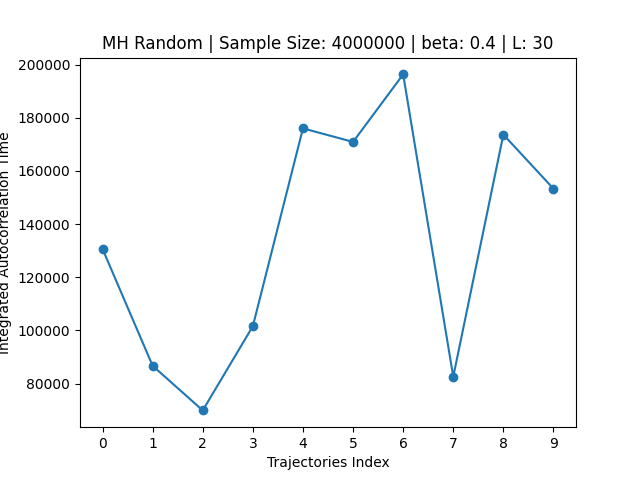 MH Random | Sample Size: 4000000 | beta: 0.4 | L: 30
Integrated Autocorrelation Time
200000
180000
160000
140000
120000
100000
80000
0 1 2 3 4 5 6 7 8 9
Trajectories Index